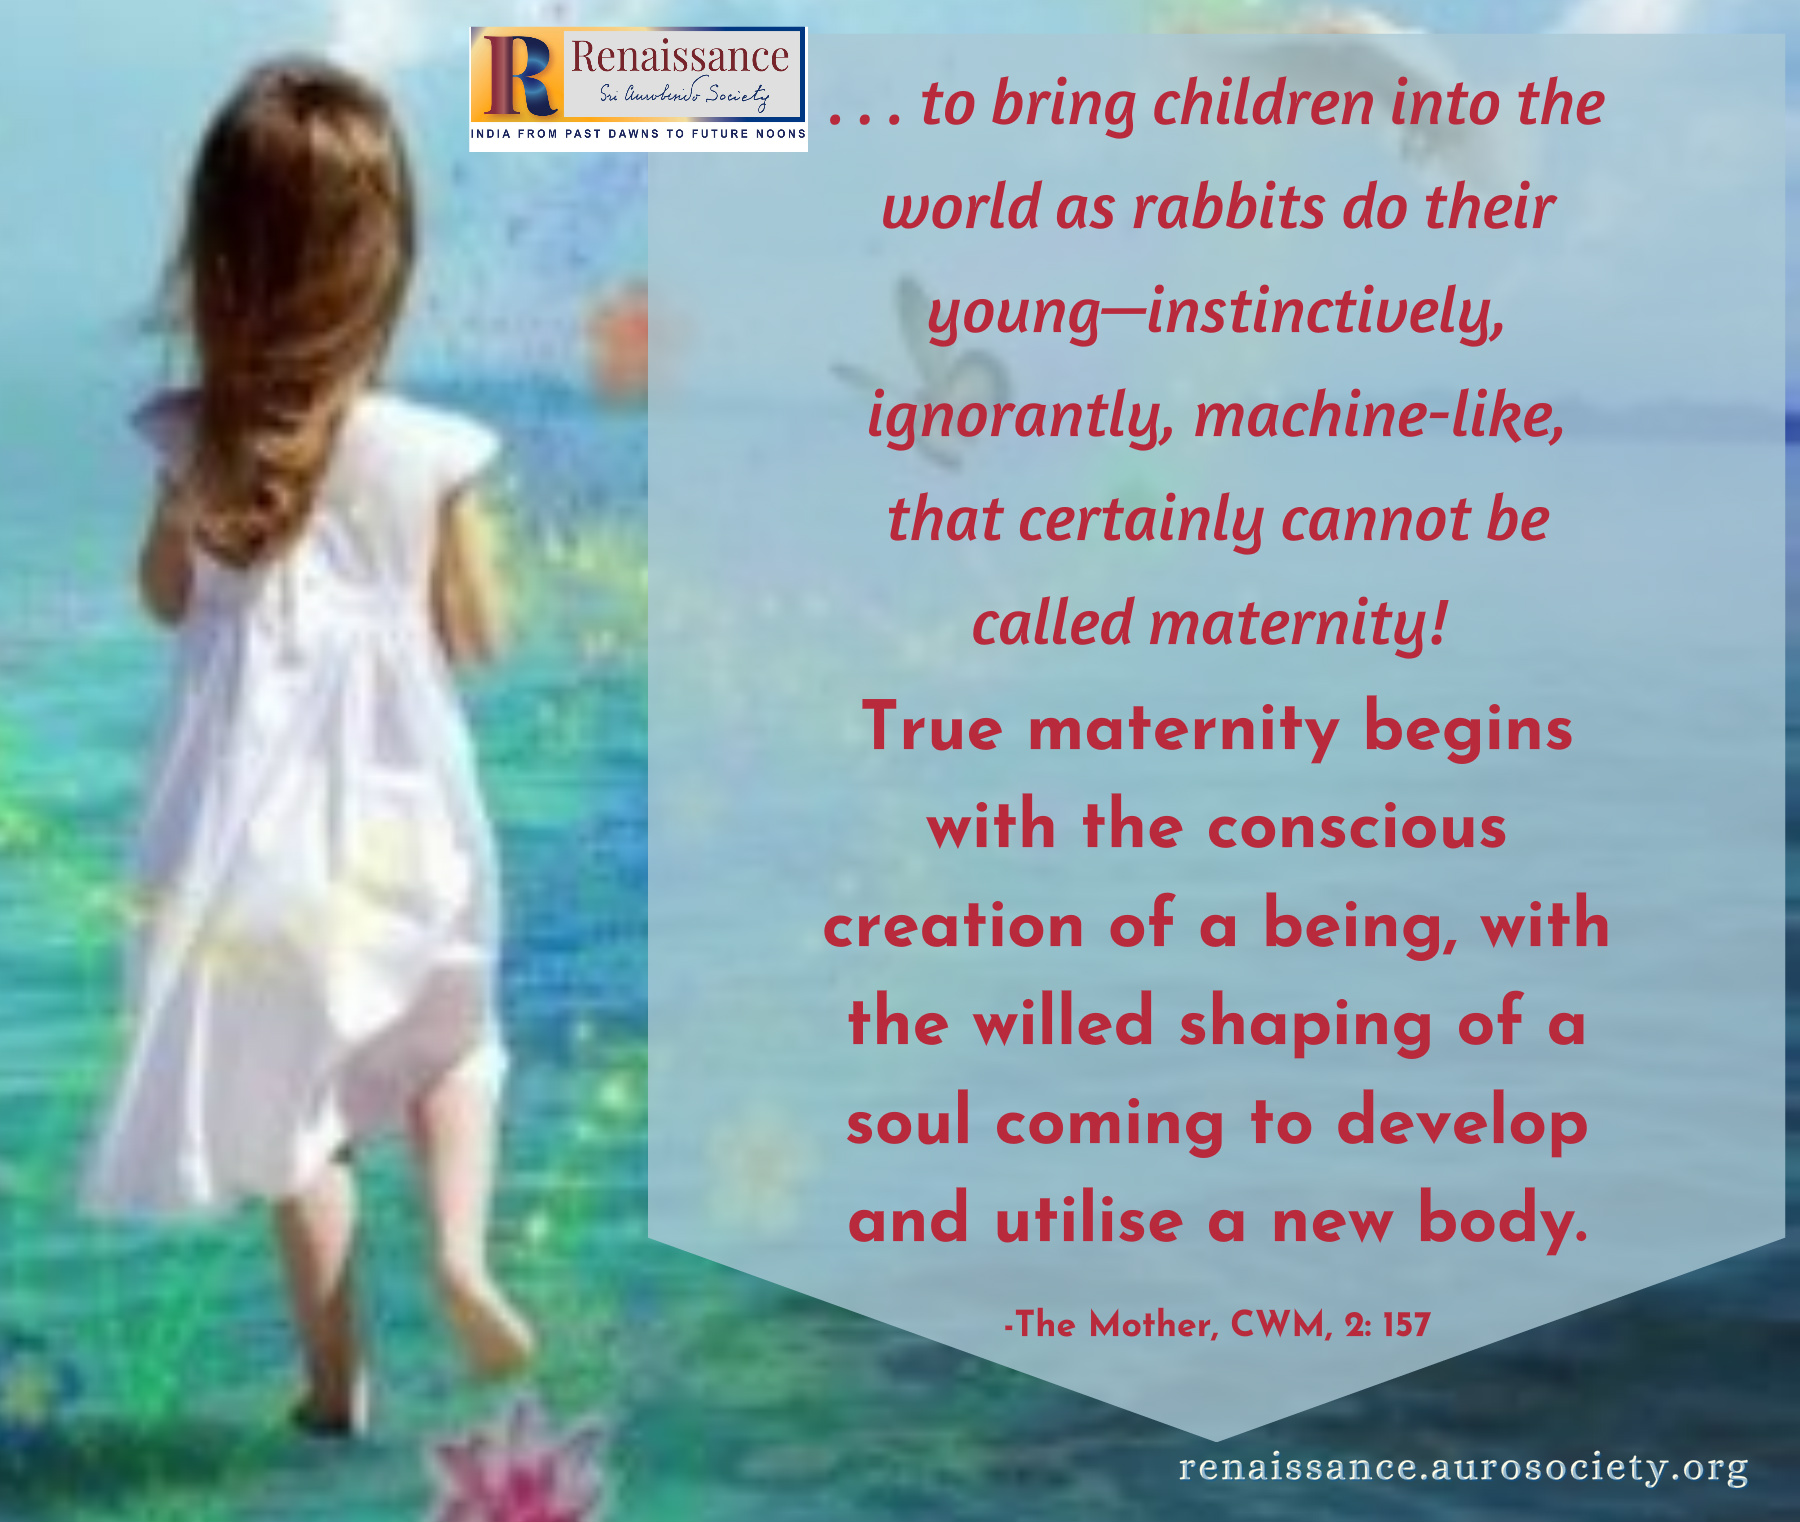 R Renaissance
Sri Aurobindo Society
INDIA FROM PAST DAWNS TO FUTURE NOONS
. . . to bring children into the
world as rabbits do their
young—instinctively,
ignorantly, machine-like,
that certainly cannot be
called maternity!
True maternity begins
with the conscious
creation of a being, with
the willed shaping of a
soul coming to develop
and utilise a new body.
-The Mother, CWM, 2: 157
renaissance.aurosociety.org